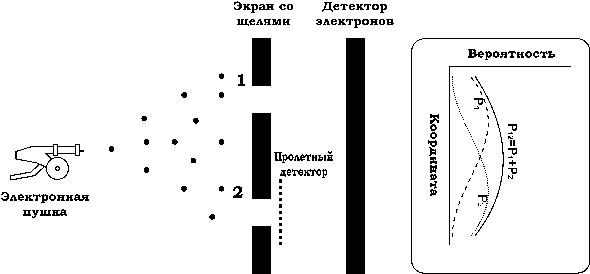 Экран со
щелями
Детектор
электронов
1
2
Пролетный
детектор
Электронная
пушка
Вероятность
Координата
P₁
P₂
P₁₂=P₁+P₂